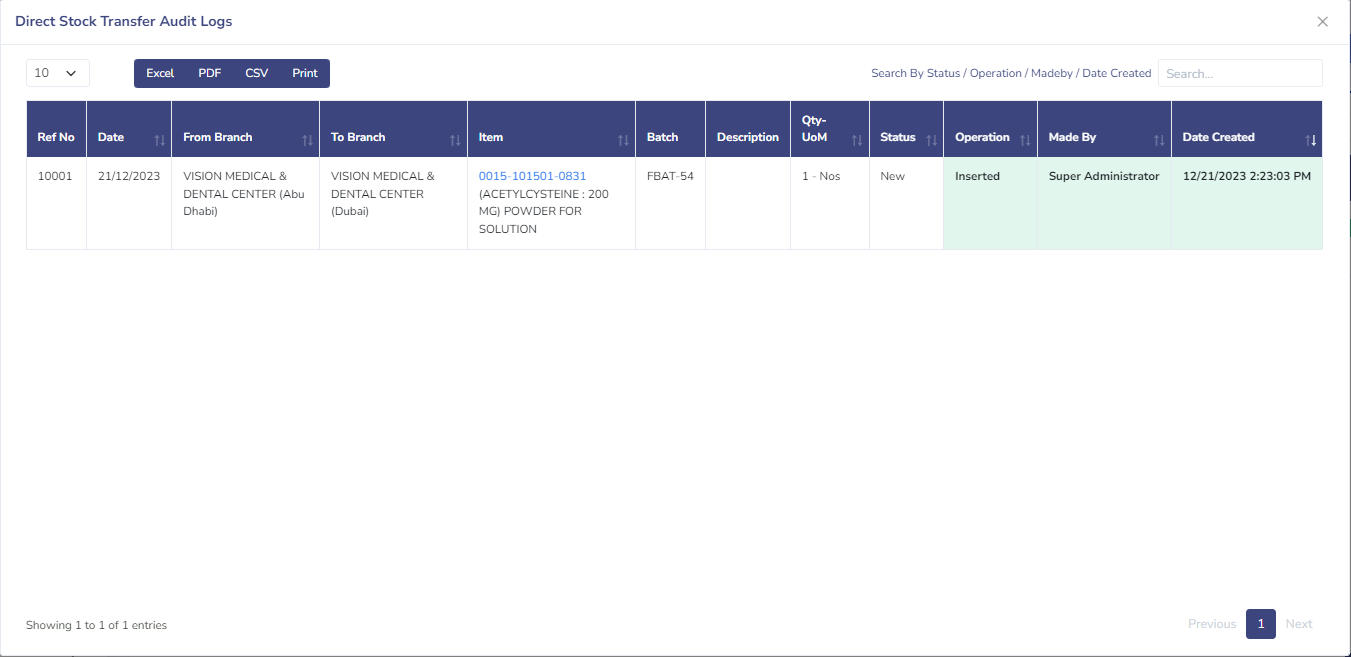 Direct Stock Transfer Audit Logs
10
Excel PDF CSV Print
Search By Status / Operation / Madeby / Date Created Search...
Ref No Date From Branch To Branch Item Batch Description Qty-UoM Status Operation Made By Date Created
10001 21/12/2023 VISION MEDICAL & VISION MEDICAL & 0015-101501-0831 FBAT-54 1 - Nos New Inserted Super Administrator 12/21/2023 2:23:03 PM
DENTAL CENTER (Abu DENTAL CENTER (ACETYLCYSTEINE : 200
Dhabi) (Dubai) MG) POWDER FOR
SOLUTION
Showing 1 to 1 of 1 entries
Previous 1 Next